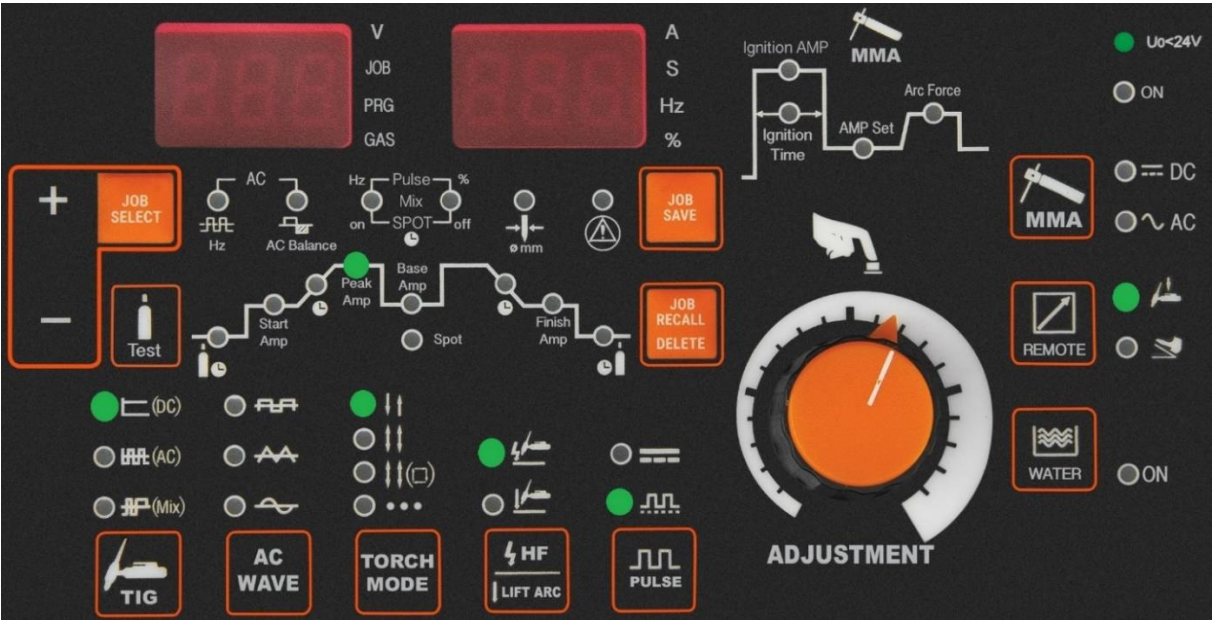 V
JOB
PRG
GAS
A
S
Hz
%
Ignition AMP
MMA
Ignition
Time
AMP Set
Arc Force
Uo<24V
ON
JOB
SELECT
AC
Hz
AC Balance
Hz Pulse %
Mix
on SPOT off
ø mm
JOB
SAVE
MMA
DC
AC
+
−
Test
Start
Amp
Peak
Amp
Base
Amp
Spot
Finish
Amp
JOB
RECALL
DELETE
REMOTE
(DC)
(AC)
(Mix)
TIG
AC
WAVE
TORCH
MODE
HF
LIFT ARC
PULSE
ADJUSTMENT
WATER
ON